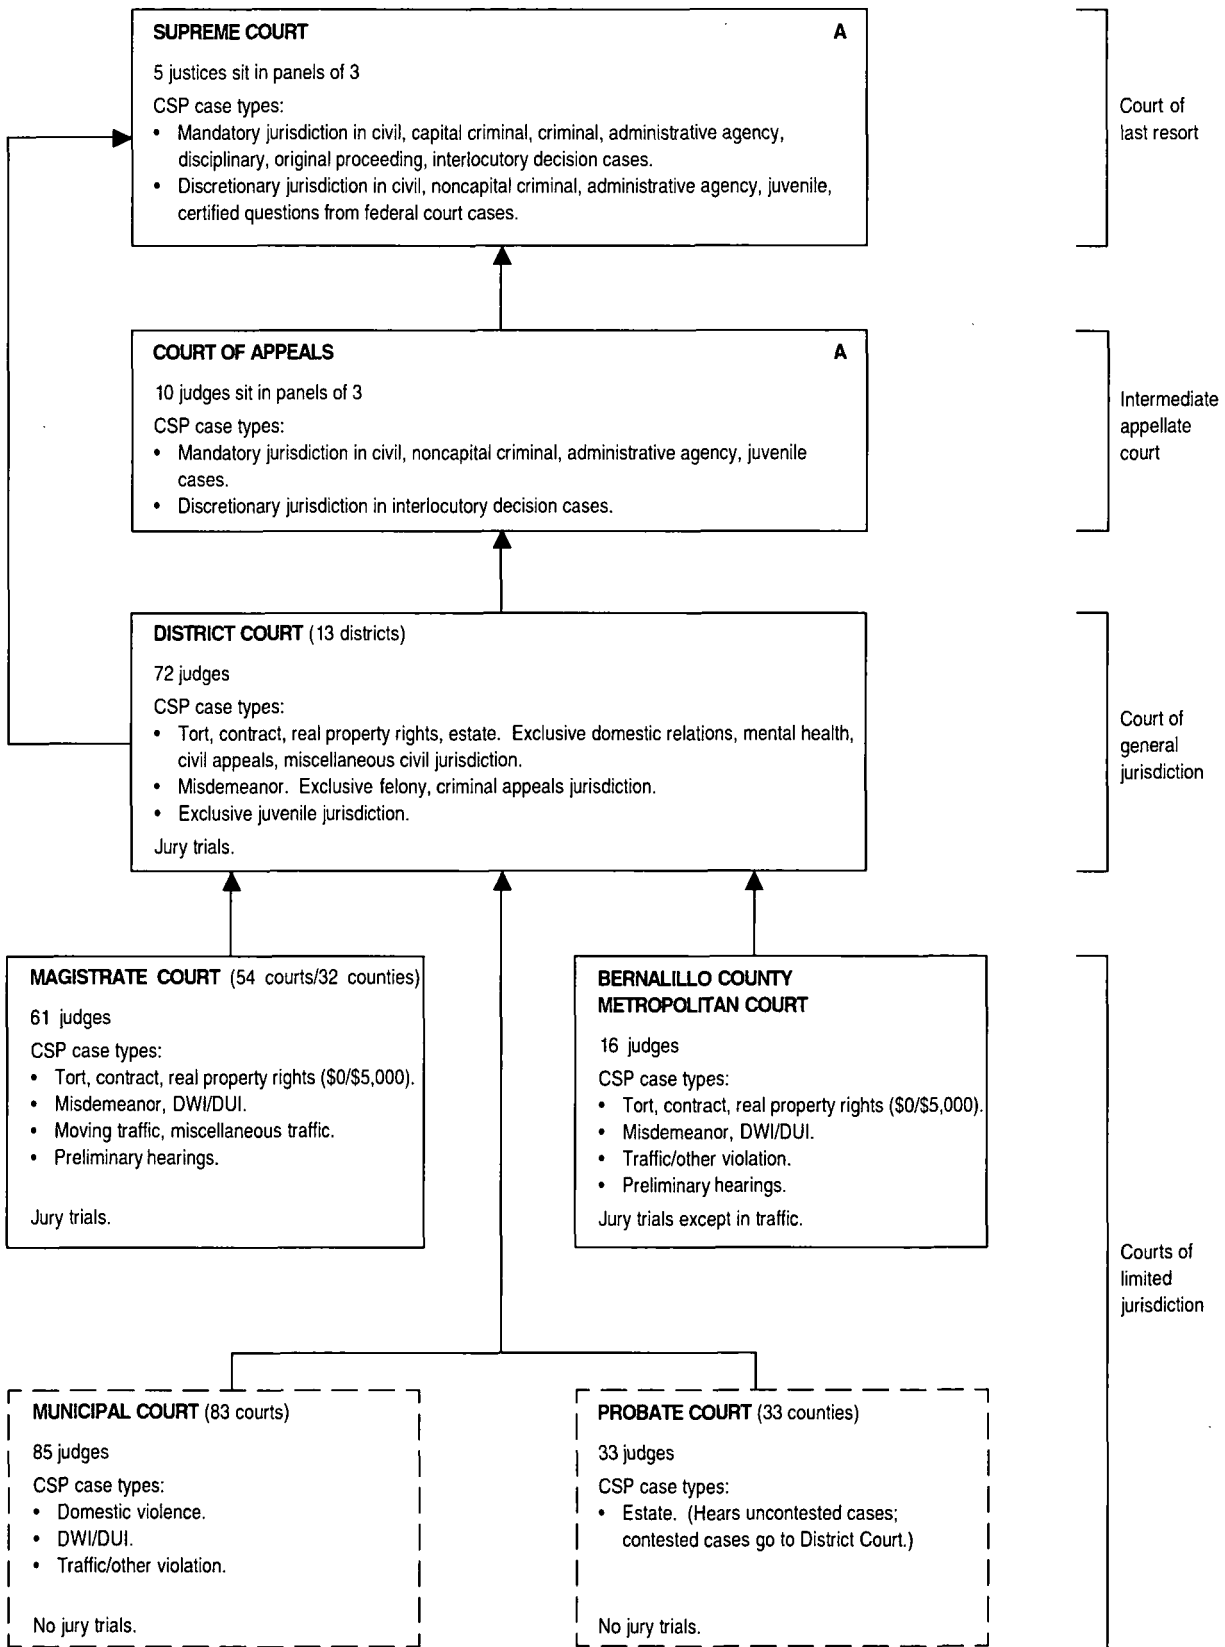 SUPREME COURT A
5 justices sit in panels of 3
CSP case types:
• Mandatory jurisdiction in civil, capital criminal, criminal, administrative agency,
disciplinary, original proceeding, interlocutory decision cases.
• Discretionary jurisdiction in civil, noncapital criminal, administrative agency, juvenile,
certified questions from federal court cases.
Court of
last resort
COURT OF APPEALS A
10 judges sit in panels of 3
CSP case types:
• Mandatory jurisdiction in civil, noncapital criminal, administrative agency, juvenile
cases.
• Discretionary jurisdiction in interlocutory decision cases.
Intermediate
appellate
court
DISTRICT COURT (13 districts)
72 judges
CSP case types:
• Tort, contract, real property rights, estate. Exclusive domestic relations, mental health,
civil appeals, miscellaneous civil jurisdiction.
• Misdemeanor. Exclusive felony, criminal appeals jurisdiction.
• Exclusive juvenile jurisdiction.
Jury trials.
Court of
general
jurisdiction
MAGISTRATE COURT (54 courts/32 counties)
61 judges
CSP case types:
• Tort, contract, real property rights ($0/$5,000).
• Misdemeanor, DWI/DUI.
• Moving traffic, miscellaneous traffic.
• Preliminary hearings.
Jury trials.
BERNALILLO COUNTY
METROPOLITAN COURT
16 judges
CSP case types:
• Tort, contract, real property rights ($0/$5,000).
• Misdemeanor, DWI/DUI.
• Traffic/other violation.
• Preliminary hearings.
Jury trials except in traffic.
Courts of
limited
jurisdiction
MUNICIPAL COURT (83 courts)
85 judges
CSP case types:
• Domestic violence.
• DWI/DUI.
• Traffic/other violation.
No jury trials.
PROBATE COURT (33 counties)
33 judges
CSP case types:
• Estate. (Hears uncontested cases;
contested cases go to District Court.)
No jury trials.